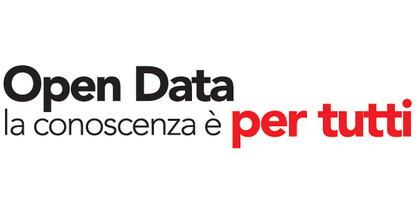 Open Data
la conoscenza è per tutti